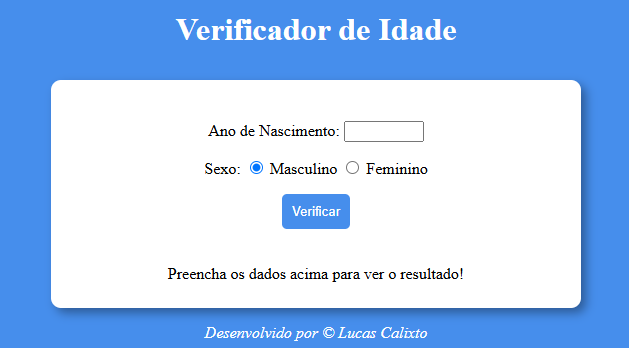 Verificador de Idade
Ano de Nascimento:
Sexo: Masculino Feminino
Verificar
Preencha os dados acima para ver o resultado!
Desenvolvido por © Lucas Calixto